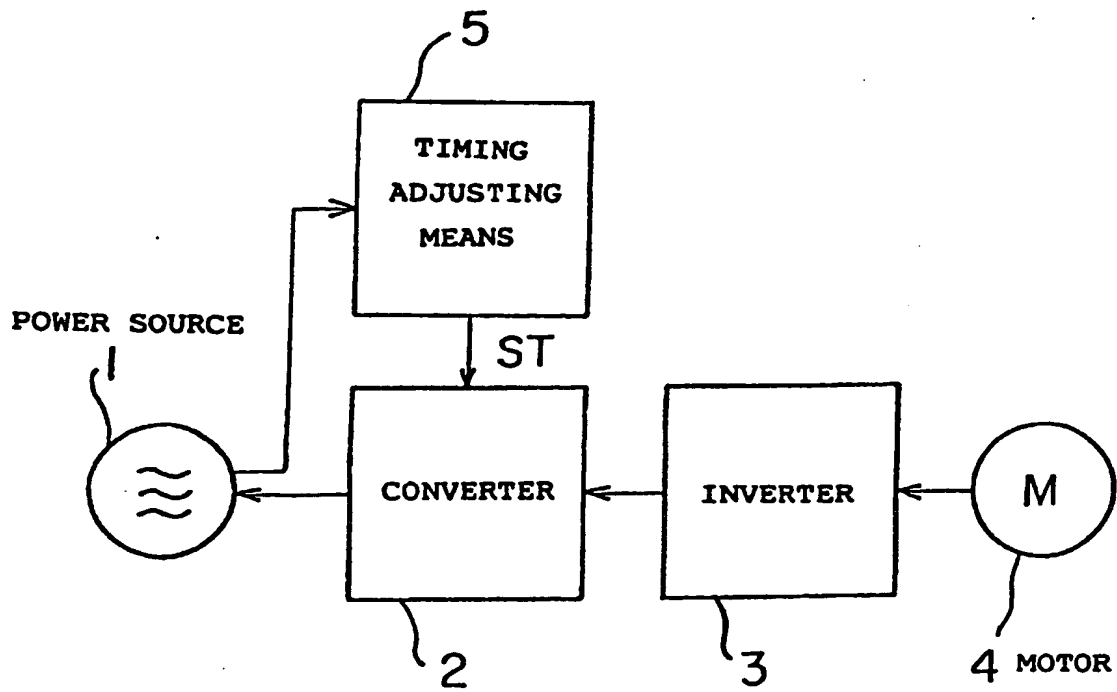 5
TIMING
ADJUSTING
MEANS
POWER SOURCE
1
ST
CONVERTER
INVERTER
M
2
3
4 MOTOR